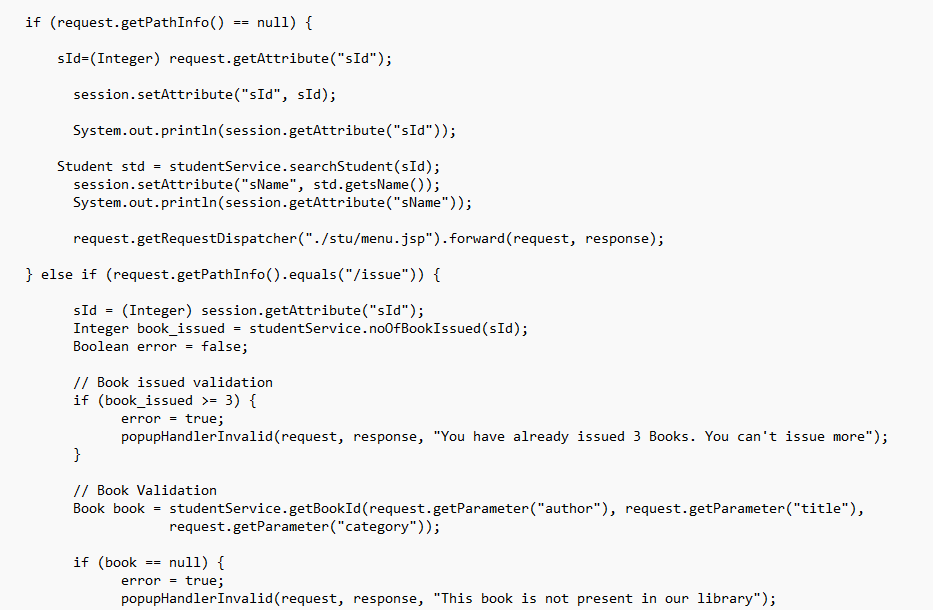 if (request.getPathInfo() == null) {
sId=(Integer) request.getAttribute("sId");
session.setAttribute("sId", sId);
System.out.println(session.getAttribute("sId"));
Student std = studentService.searchStudent(sId);
session.setAttribute("sName", std.getsName());
System.out.println(session.getAttribute("sName"));
request.getRequestDispatcher("./stu/menu.jsp").forward(request, response);
} else if (request.getPathInfo().equals("/issue")) {
sId = (Integer) session.getAttribute("sId");
Integer book_issued = studentService.noOfBookIssued(sId);
Boolean error = false;
// Book issued validation
if (book_issued >= 3) {
error = true;
popupHandlerInvalid(request, response, "You have already issued 3 Books. You can't issue more");
}
// Book Validation
Book book = studentService.getBookId(request.getParameter("author"), request.getParameter("title"),
request.getParameter("category"));
if (book == null) {
error = true;
popupHandlerInvalid(request, response, "This book is not present in our library");